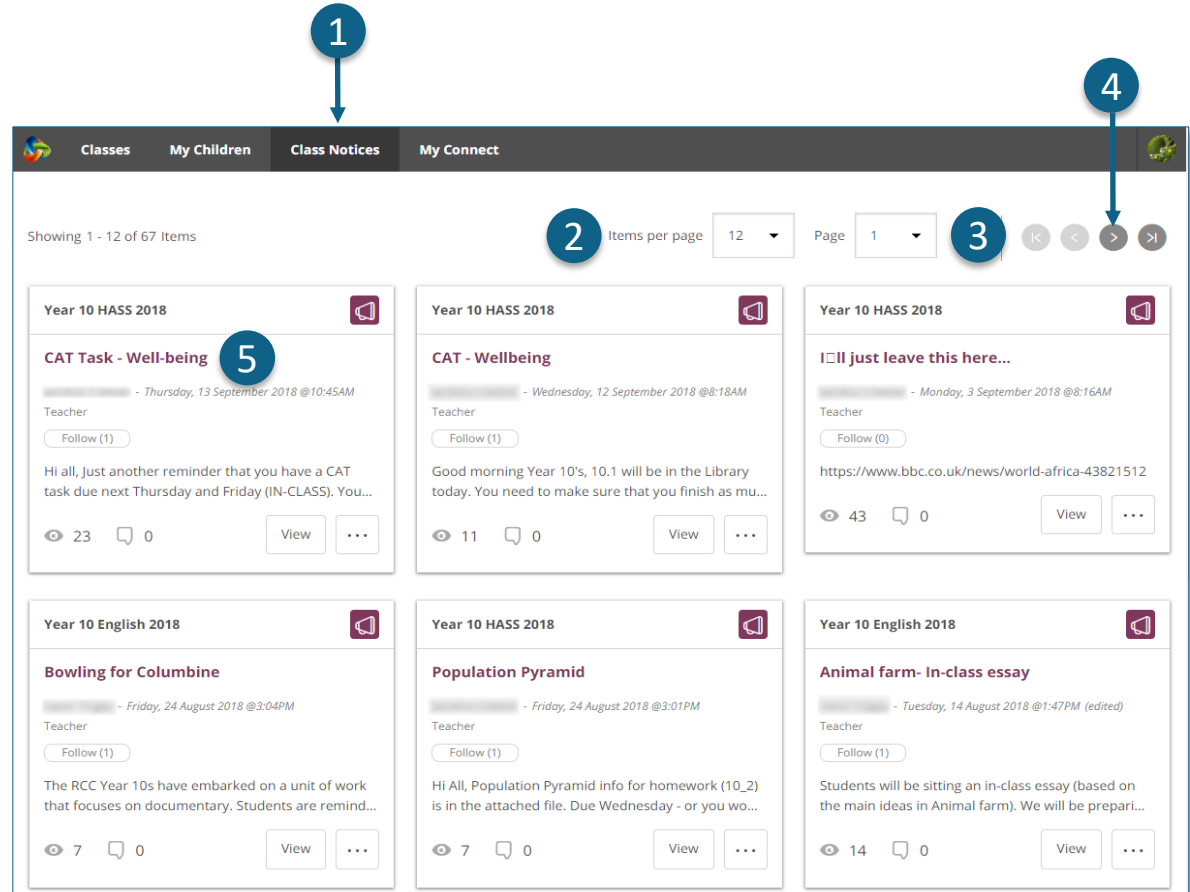 1
4
Classes My Children Class Notices My Connect
Showing 1 - 12 of 67 Items 2 Items per page 12 Page 1 3
Year 10 HASS 2018
CAT Task - Well-being 5
- Thursday, 13 September 2018 @10:45AM
Teacher
Follow (1)
Hi all, Just another reminder that you have a CAT
task due next Thursday and Friday (IN-CLASS). You...
23 0 View ...
Year 10 HASS 2018
CAT - Wellbeing
- Wednesday, 12 September 2018 @8:18AM
Teacher
Follow (1)
Good morning Year 10's, 10.1 will be in the Library
today. You need to make sure that you finish as mu...
11 0 View ...
Year 10 HASS 2018
I□ll just leave this here...
- Monday, 3 September 2018 @8:16AM
Teacher
Follow (0)
https://www.bbc.co.uk/news/world-africa-43821512
43 0 View ...
Year 10 English 2018
Bowling for Columbine
- Friday, 24 August 2018 @3:04PM
Teacher
Follow (1)
The RCC Year 10s have embarked on a unit of work
that focuses on documentary. Students are remind...
7 0 View ...
Year 10 HASS 2018
Population Pyramid
- Friday, 24 August 2018 @3:01PM
Teacher
Follow (1)
Hi All, Population Pyramid info for homework (10_2)
is in the attached file. Due Wednesday - or you wo...
7 0 View ...
Year 10 English 2018
Animal farm- In-class essay
- Tuesday, 14 August 2018 @1:47PM (edited)
Teacher
Follow (1)
Students will be sitting an in-class essay (based on
the main ideas in Animal farm). We will be prepari...
14 0 View ...